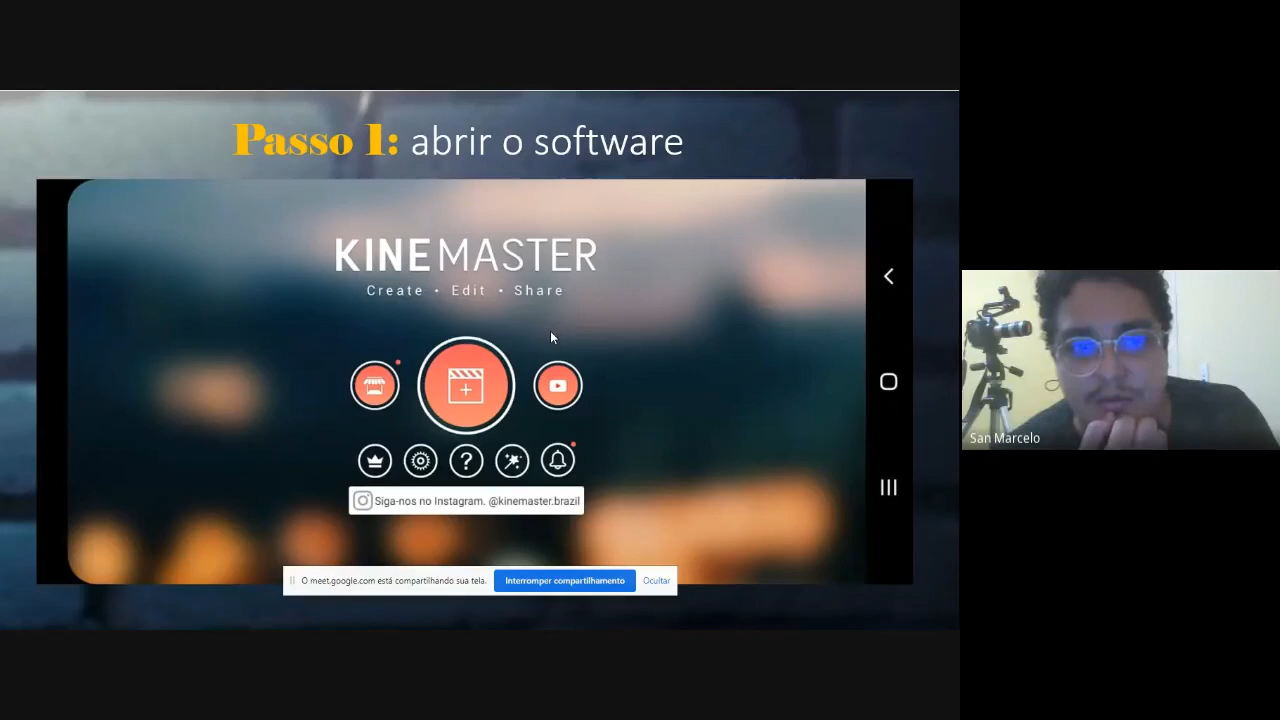 Passo 1: abrir o software
KINEMASTER
Create • Edit • Share
?
Siga-nos no Instagram. @kinemaster.brazil
O meet.google.com está compartilhando sua tela. Interromper compartilhamento Ocultar
San Marcelo